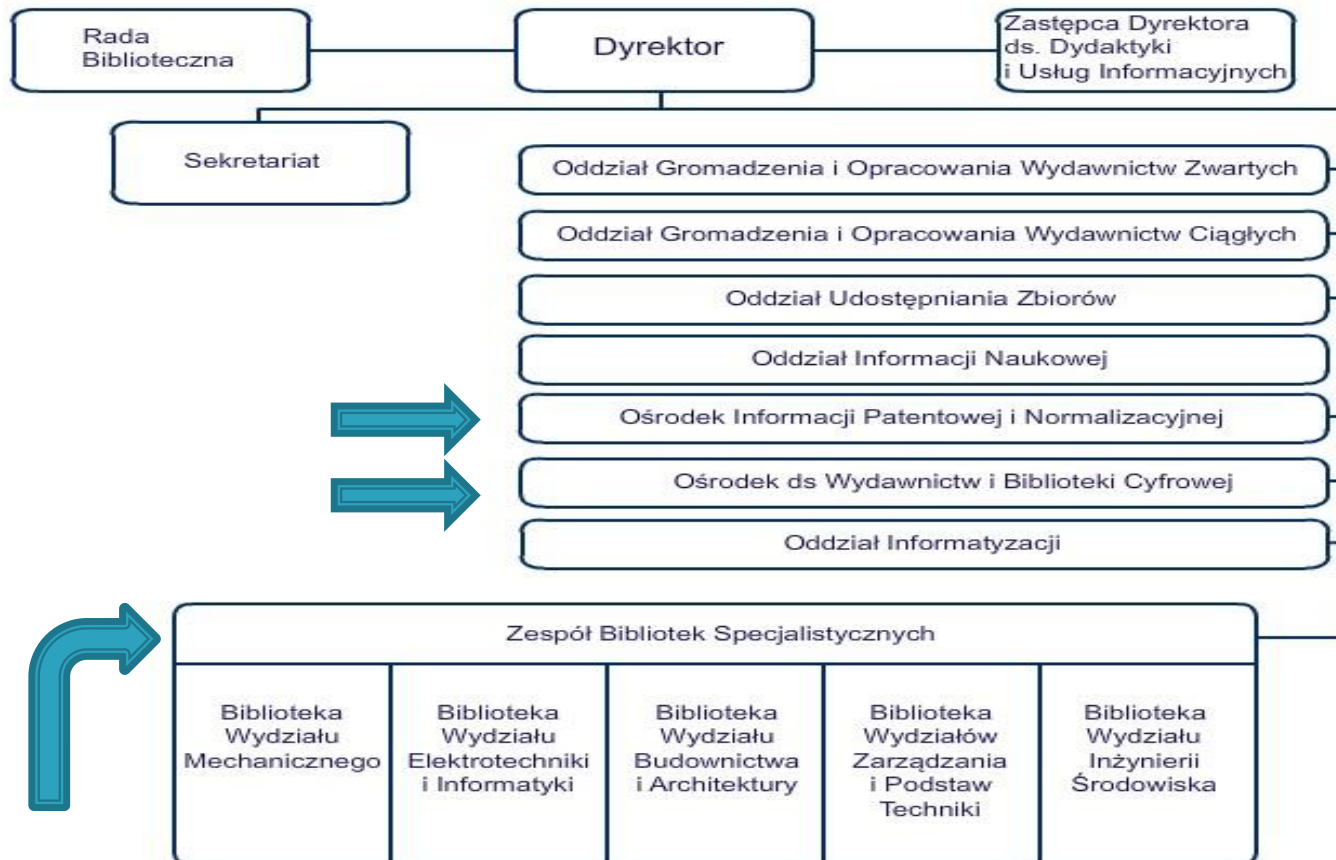 Rada
Biblioteczna
Dyrektor
Zastępca Dyrektora
ds. Dydaktyki
i Usług Informacyjnych
Sekretariat
Oddział Gromadzenia i Opracowania Wydawnictw Zwartych
Oddział Gromadzenia i Opracowania Wydawnictw Ciągłych
Oddział Udostępniania Zbiorów
Oddział Informacji Naukowej
Ośrodek Informacji Patentowej i Normalizacyjnej
Ośrodek ds Wydawnictw i Biblioteki Cyfrowej
Oddział Informatyzacji
Zespół Bibliotek Specjalistycznych
Biblioteka
Wydziału
Mechanicznego
Biblioteka
Wydziału
Elektrotechniki
i Informatyki
Biblioteka
Wydziału
Budownictwa
i Architektury
Biblioteka
Wydziałów
Zarządzania
i Podstaw
Techniki
Biblioteka
Wydziału
Inżynierii
Środowiska